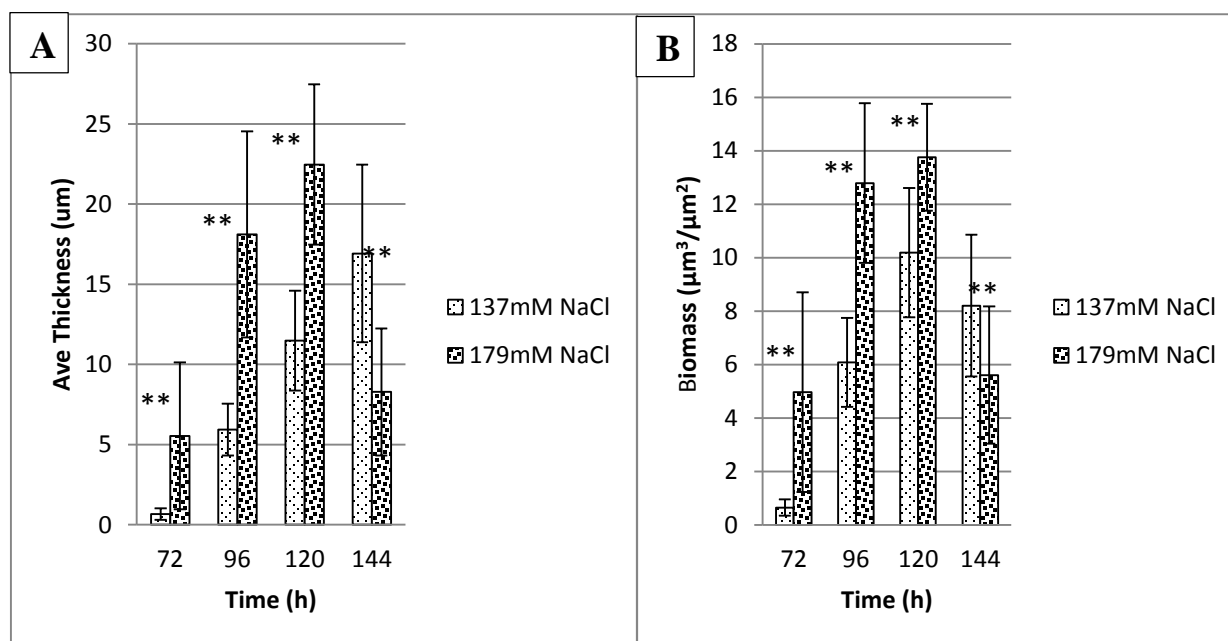 A
30
25
20
15
10
5
0
Ave Thickness (um)
**
**
**
**
72 96 120 144
Time (h)
137mM NaCl
179mM NaCl
B
18
16
14
12
10
8
6
4
2
0
Biomass (µm³/µm²)
**
**
**
**
72 96 120 144
Time (h)
137mM NaCl
179mM NaCl